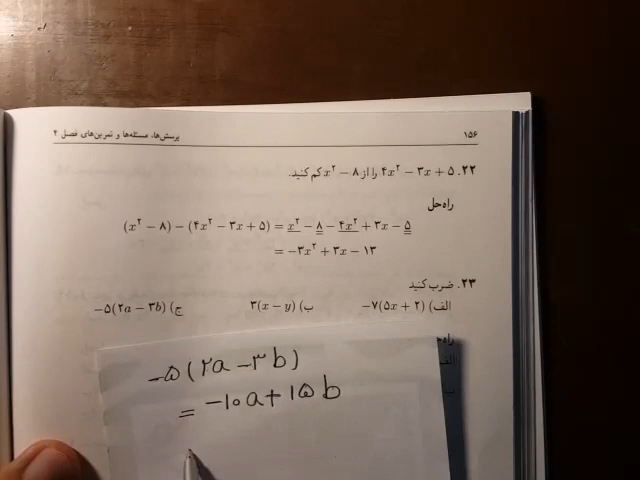 ۱۵۶ پرسش‌ها، مسئله‌ها و تمرین‌های فصل ۴
۲۲. ۴x² − ۳x + ۵ را از x² − ۸ کم کنید.
راه حل
(x² − ۸) − (۴x² − ۳x + ۵) = x² − ۸ − ۴x² + ۳x − ۵
= −۳x² + ۳x − ۱۳
۲۳. ضرب کنید
الف) −۷(۵x + ۲) ب) ۳(x − y) ج) −۵(۲a − ۳b)
−۵(۲a − ۳b)
= −۱۰a + ۱۵b